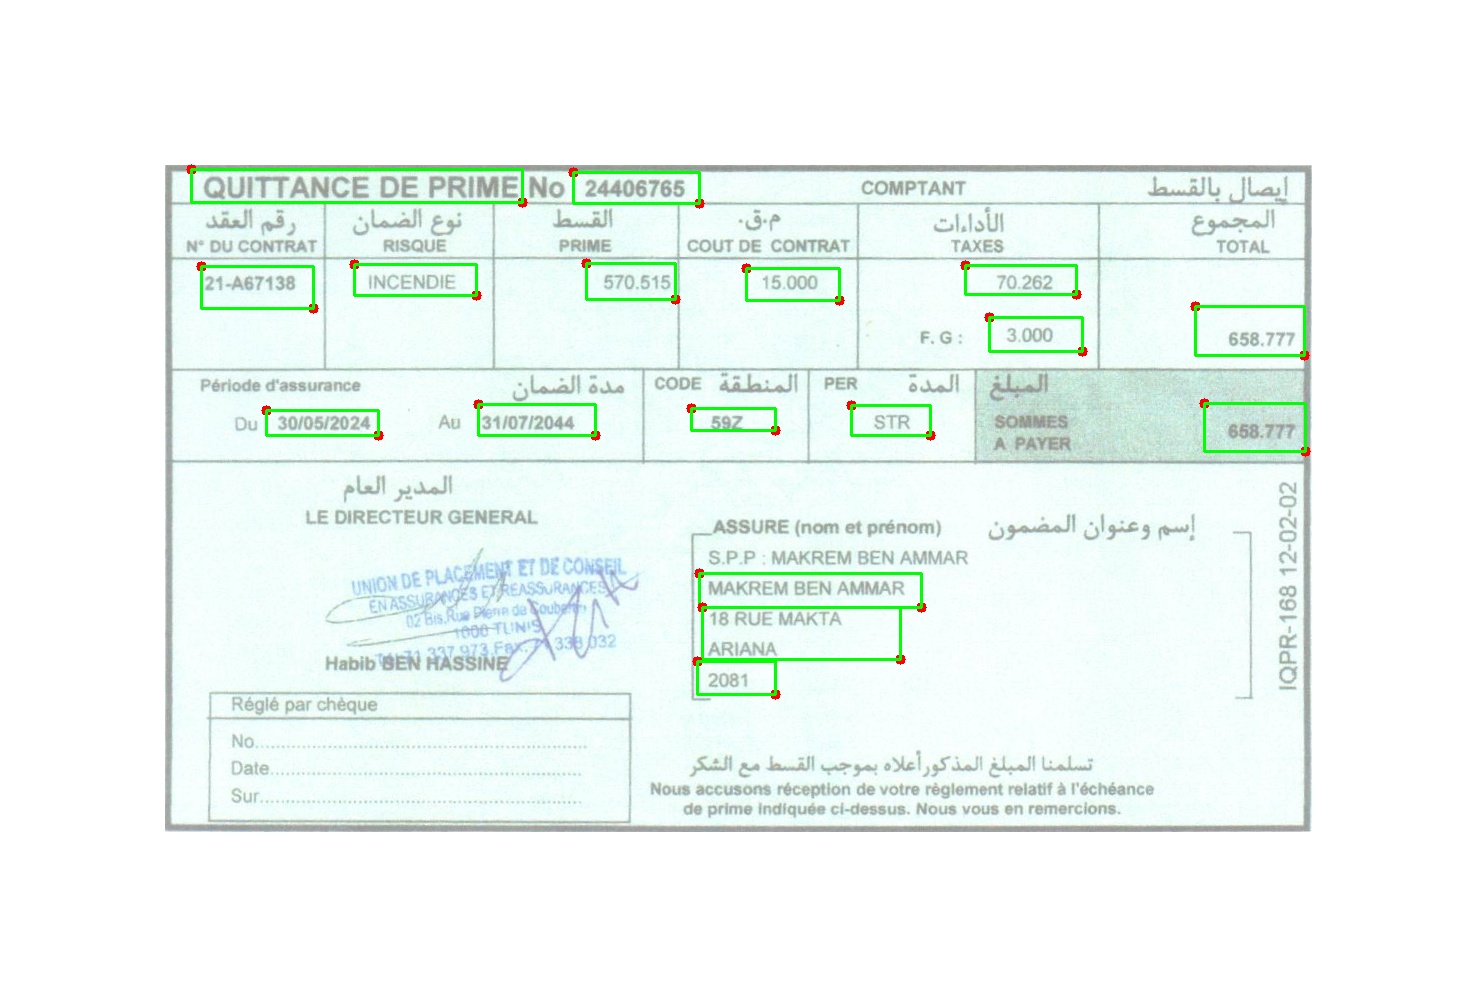 QUITTANCE DE PRIME No 24406765 COMPTANT إيصال بالقسط
رقم العقد نوع الضمان القسط م.ق. الأداءات المجموع
N° DU CONTRAT RISQUE PRIME COUT DE CONTRAT TAXES TOTAL
21-A67138 INCENDIE 570.515 15.000 70.262
F. G : 3.000 658.777
Période d'assurance مدة الضمان CODE المنطقة PER المدة المبلغ
Du 30/05/2024 Au 31/07/2044 59Z STR SOMMES A PAYER 658.777
المدير العام
LE DIRECTEUR GENERAL
UNION DE PLACEMENT ET DE CONSEIL
EN ASSURANCES ET REASSURANCES
02 Bis, Rue Pierre de Coubertin
1000 TUNIS
71 337 973 Fax. 71 338 032
Habib BEN HASSINE
ASSURE (nom et prénom) إسم وعنوان المضمون
S.P.P : MAKREM BEN AMMAR
MAKREM BEN AMMAR
18 RUE MAKTA
ARIANA
2081
IQPR-168 12-02-02
Réglé par chèque
No
Date
Sur
تسلمنا المبلغ المذكور أعلاه بموجب القسط مع الشكر
Nous accusons réception de votre règlement relatif à l'échéance
de prime indiquée ci-dessus. Nous vous en remercions.